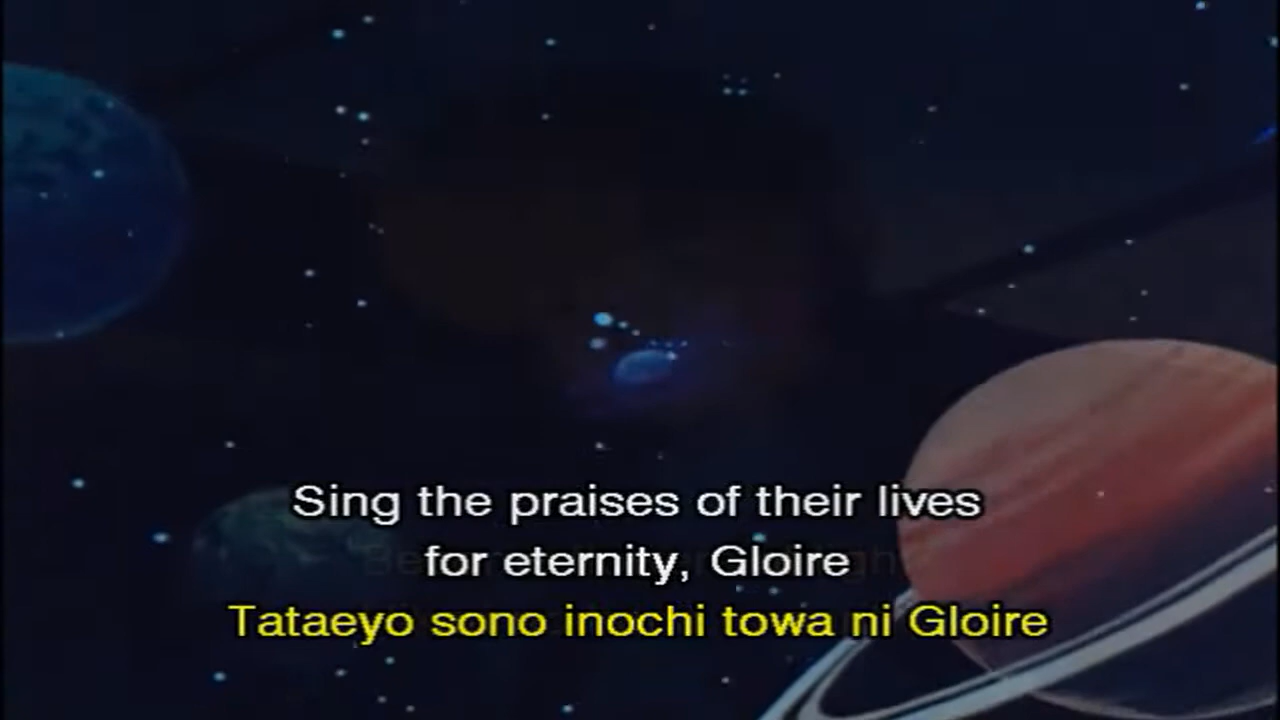 Sing the praises of their lives
for eternity, Gloire
Tataeyo sono inochi towa ni Gloire